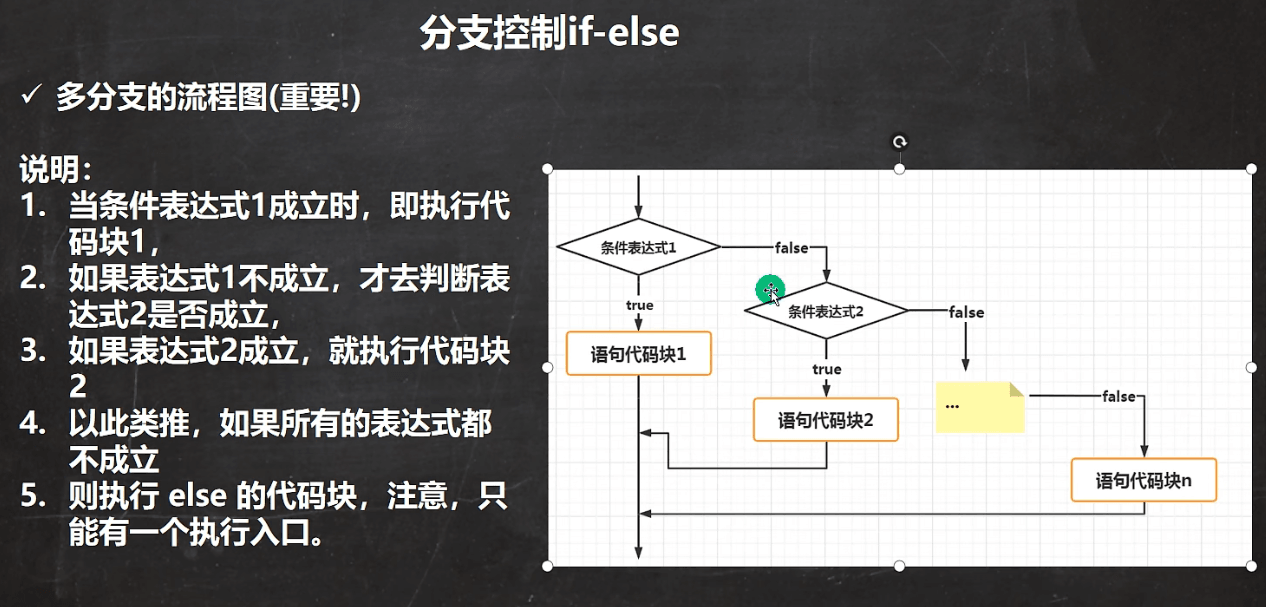 分支控制if-else
✓ 多分支的流程图(重要!)
说明：
1. 当条件表达式1成立时，即执行代
码块1，
2. 如果表达式1不成立，才去判断表
达式2是否成立，
3. 如果表达式2成立，就执行代码块
2
4. 以此类推，如果所有的表达式都
不成立
5. 则执行 else 的代码块，注意，只
能有一个执行入口。
条件表达式1
false
true
条件表达式2
false
语句代码块1
true
...
false
语句代码块2
语句代码块n